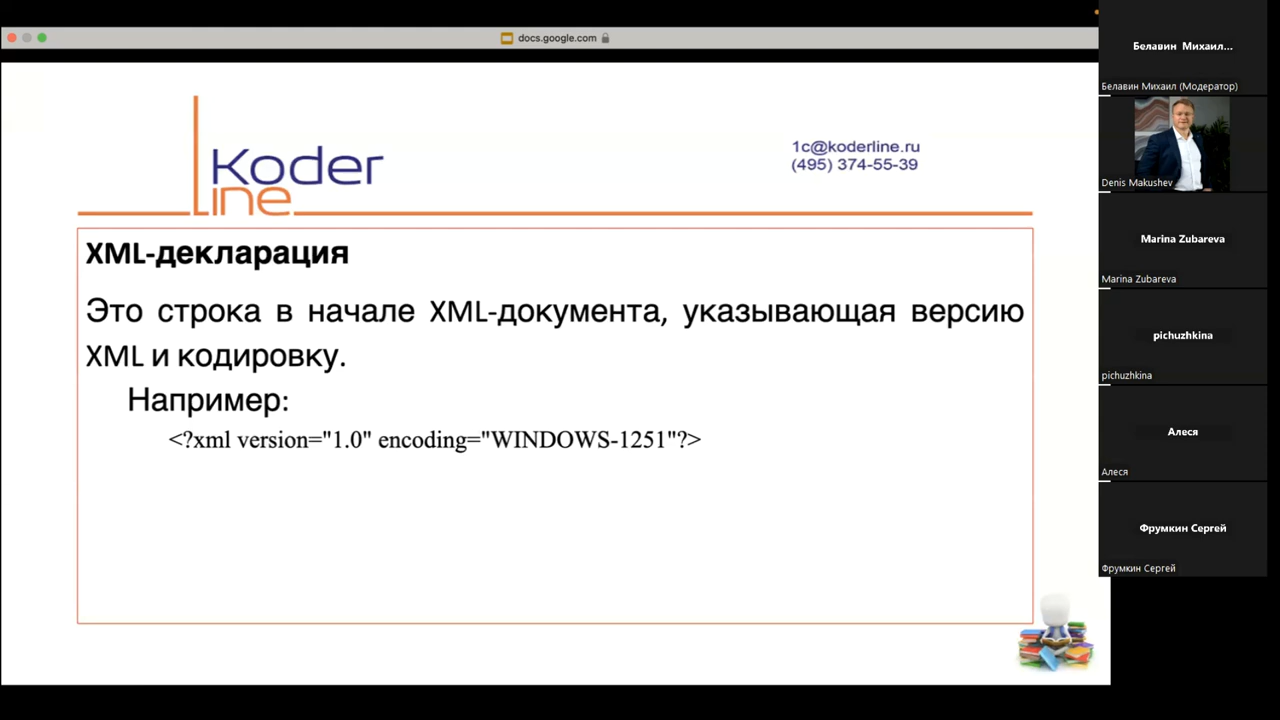 docs.google.com
Koder
Line
1c@koderline.ru
(495) 374-55-39
XML-декларация
Это строка в начале XML-документа, указывающая версию
XML и кодировку.
Например:
<?xml version="1.0" encoding="WINDOWS-1251"?>
Белавин Михаил...
Белавин Михаил (Модератор)
Denis Makushev
Marina Zubareva
Marina Zubareva
pichuzhkina
pichuzhkina
Алеся
Алеся
Фрумкин Сергей
Фрумкин Сергей